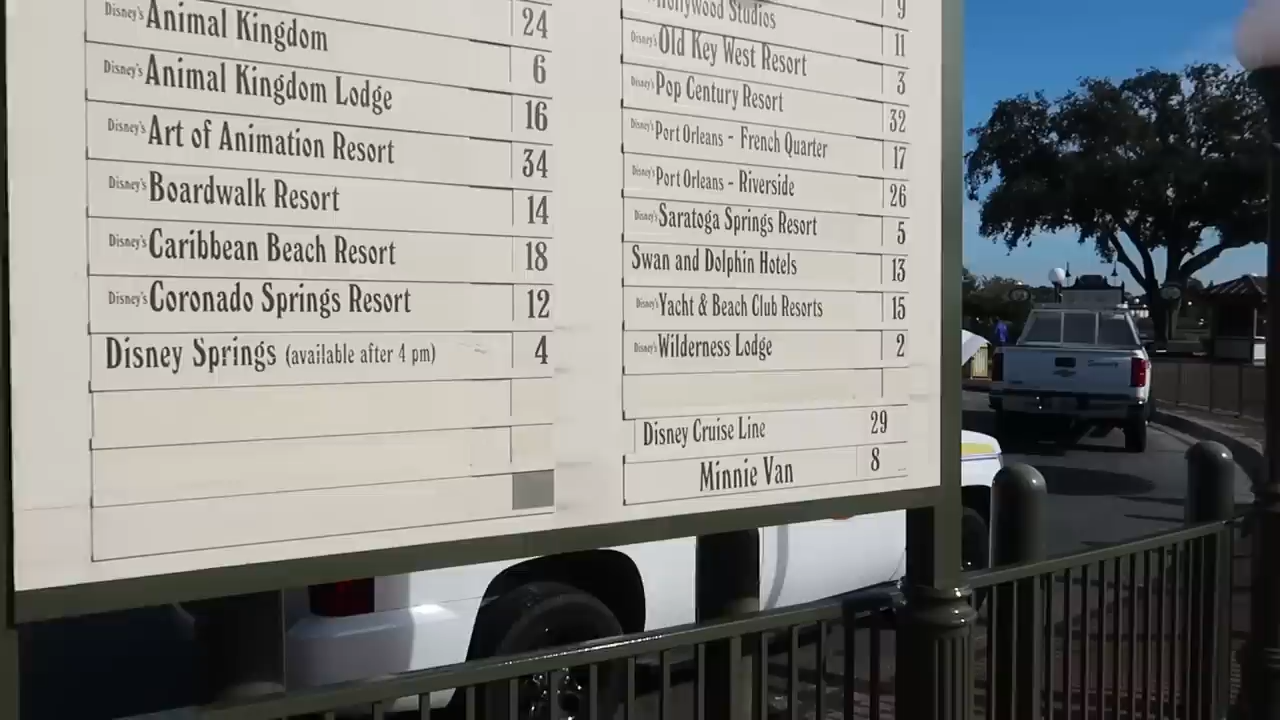 24
Disney's Animal Kingdom 6
Disney's Animal Kingdom Lodge 16
Disney's Art of Animation Resort 34
Disney's Boardwalk Resort 14
Disney's Caribbean Beach Resort 18
Disney's Coronado Springs Resort 12
Disney Springs (available after 4 pm) 4
9
Hollywood Studios 11
Disney's Old Key West Resort 3
Disney's Pop Century Resort 32
Disney's Port Orleans - French Quarter 17
Disney's Port Orleans - Riverside 26
Disney's Saratoga Springs Resort 5
Swan and Dolphin Hotels 13
Disney's Yacht & Beach Club Resorts 15
Disney's Wilderness Lodge 2
Disney Cruise Line 29
Minnie Van 8